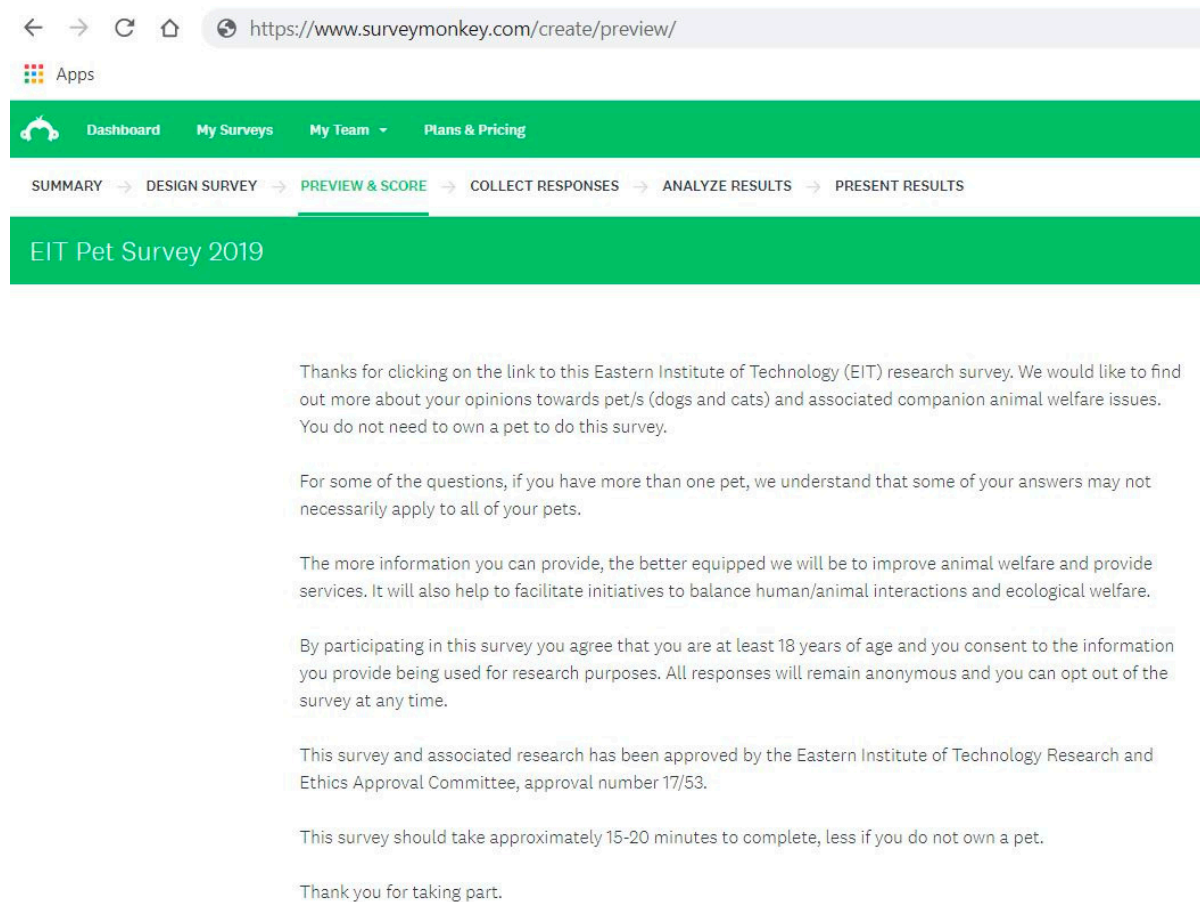 https://www.surveymonkey.com/create/preview/
Apps
Dashboard My Surveys My Team Plans & Pricing
SUMMARY → DESIGN SURVEY → PREVIEW & SCORE → COLLECT RESPONSES → ANALYZE RESULTS → PRESENT RESULTS
EIT Pet Survey 2019
Thanks for clicking on the link to this Eastern Institute of Technology (EIT) research survey. We would like to find
out more about your opinions towards pet/s (dogs and cats) and associated companion animal welfare issues.
You do not need to own a pet to do this survey.
For some of the questions, if you have more than one pet, we understand that some of your answers may not
necessarily apply to all of your pets.
The more information you can provide, the better equipped we will be to improve animal welfare and provide
services. It will also help to facilitate initiatives to balance human/animal interactions and ecological welfare.
By participating in this survey you agree that you are at least 18 years of age and you consent to the information
you provide being used for research purposes. All responses will remain anonymous and you can opt out of the
survey at any time.
This survey and associated research has been approved by the Eastern Institute of Technology Research and
Ethics Approval Committee, approval number 17/53.
This survey should take approximately 15-20 minutes to complete, less if you do not own a pet.
Thank you for taking part.